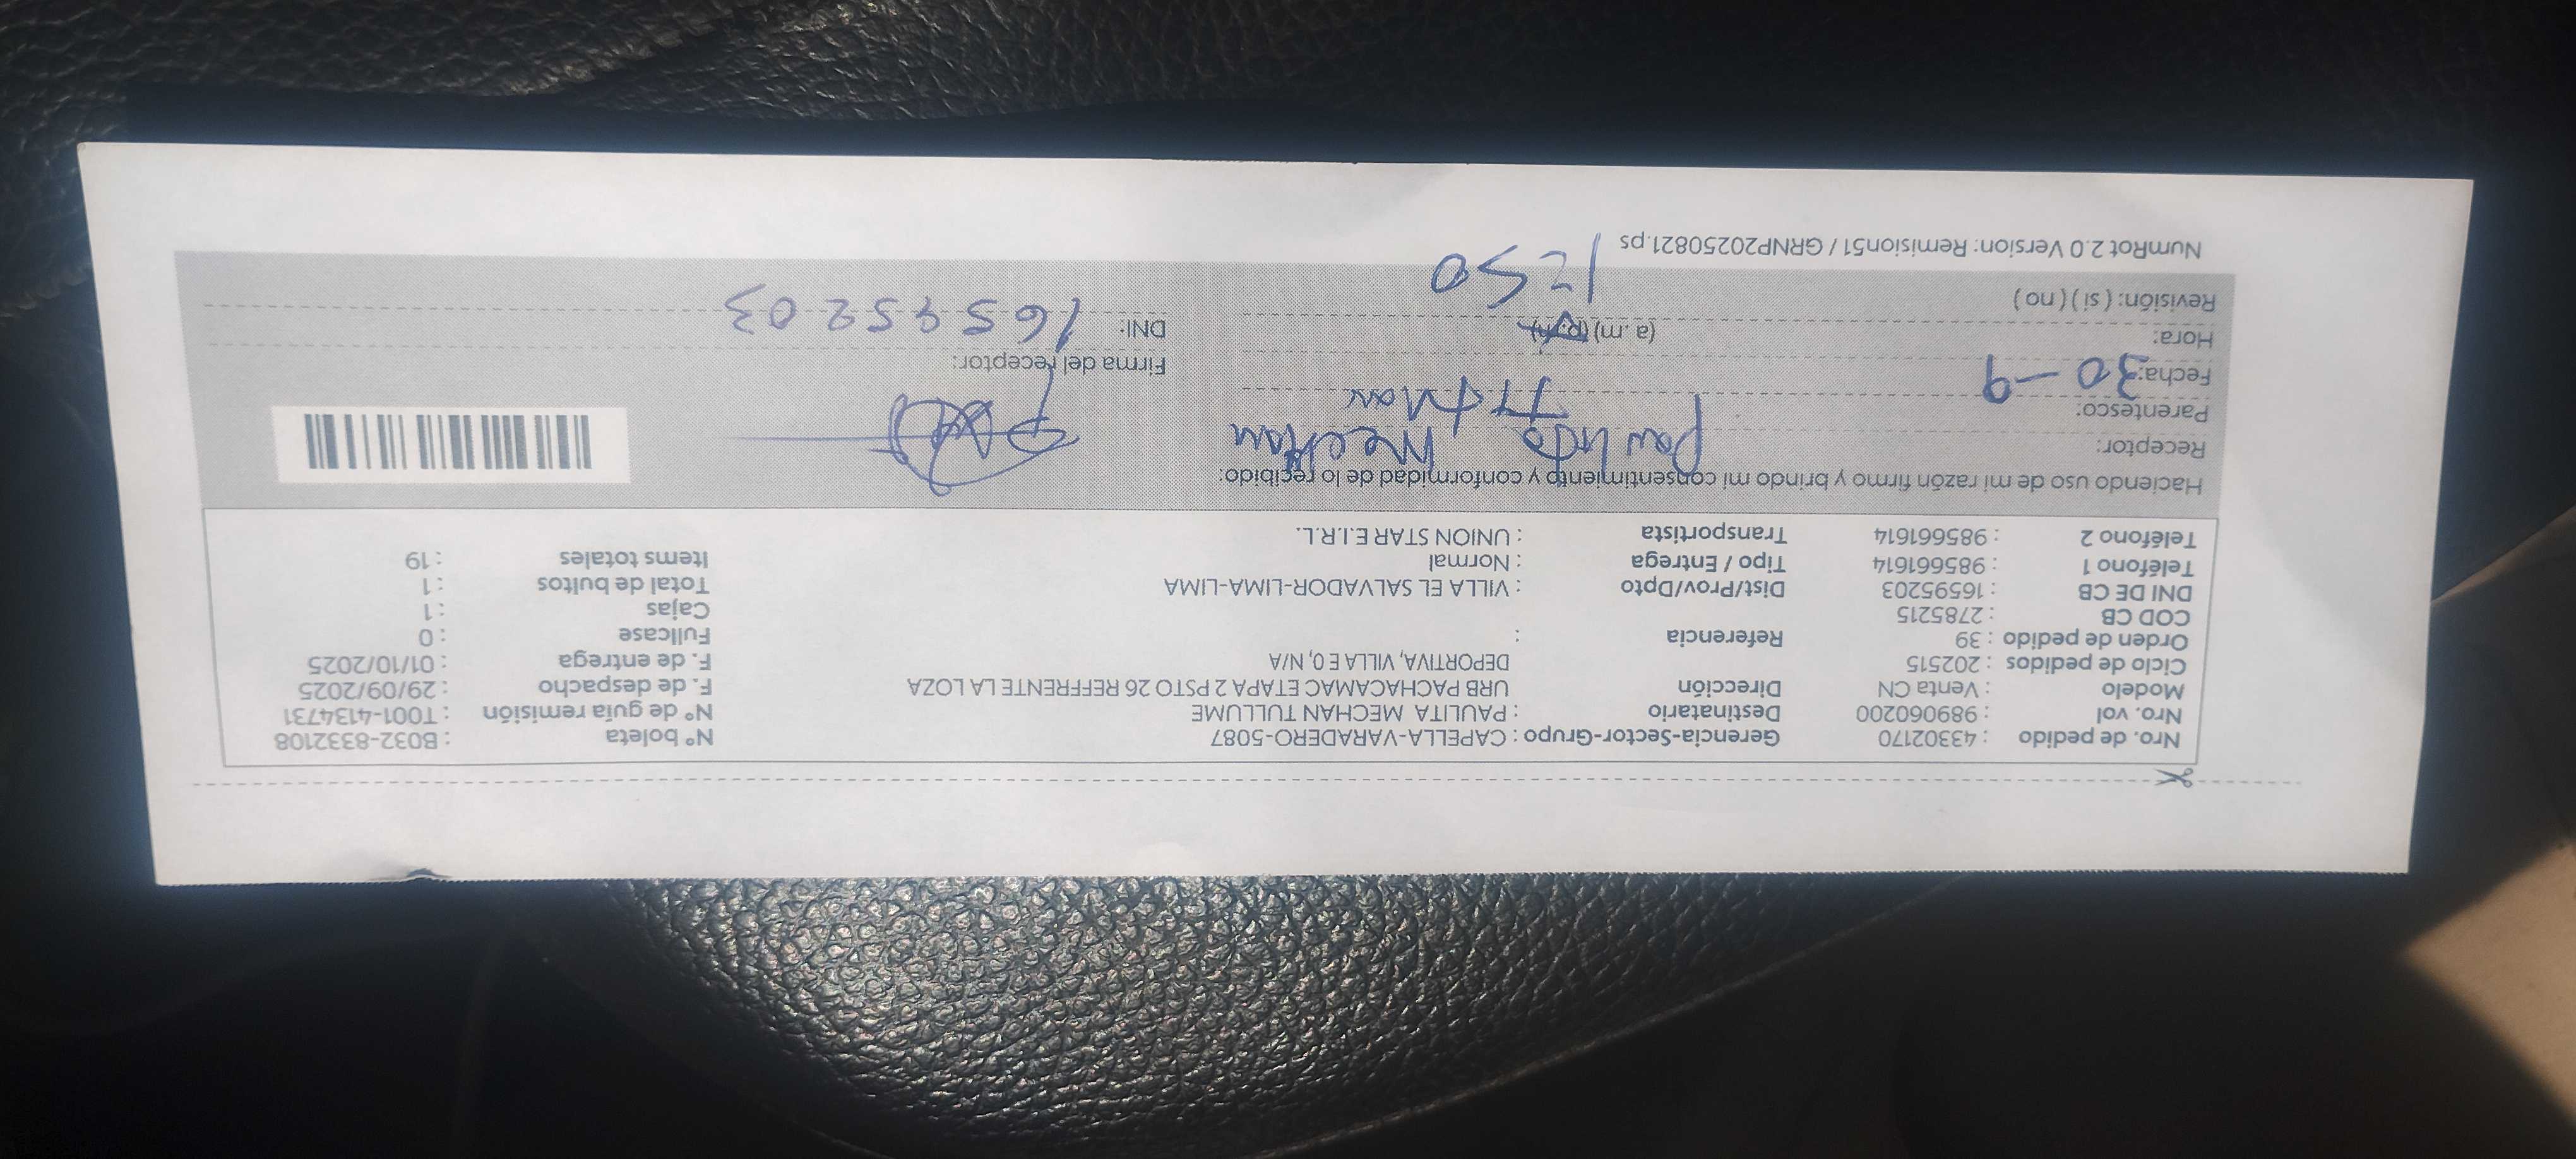 Nro. de pedido : 43302170 Gerencia-Sector-Grupo : CAPELLA-VARADERO-5087 N° boleta : B032-8332108
Nro. vol : 989060200 Destinatario : PAULITA MECHAN TULLUME N° de guía remisión : T001-4134731
Modelo : Venta CN Dirección URB PACHACAMAC ETAPA 2 PSTO 26 REFFRENTE LA LOZA F. de despacho : 29/09/2025
Ciclo de pedidos : 202515 DEPORTIVA, VILLA E 0, N/A F. de entrega : 01/10/2025
Orden de pedido : 39 Referencia : Fullcase : 0
COD CB : 2785215 Cajas : 1
DNI DE CB : 16595203 Dist/Prov/Dpto : VILLA EL SALVADOR-LIMA-LIMA Total de bultos : 1
Teléfono 1 : 985661614 Tipo / Entrega : Normal Items totales : 19
Teléfono 2 : 985661614 Transportista : UNION STAR E.I.R.L.
Haciendo uso de mi razón firmo y brindo mi consentimiento y conformidad de lo recibido:
Receptor: Mechan
Parentesco:
Fecha: 30-9 Firma del receptor:
Hora: (a.m) (p.m) DNI: 16595203
Revisión: ( si ) ( no )
NumRot 2.0 Version: Remision51 / GRNP20250821.ps